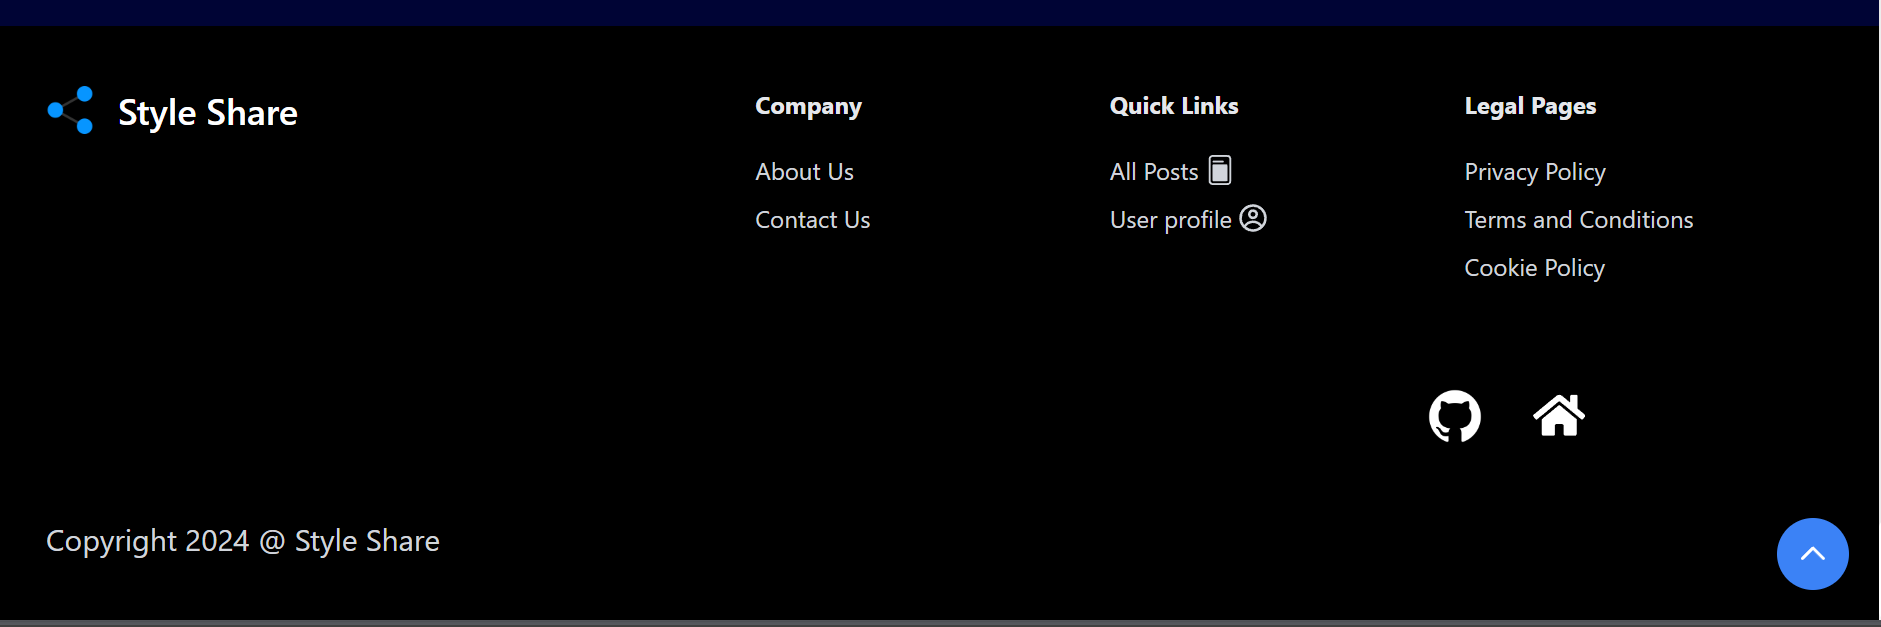 Style Share
Company
About Us
Contact Us
Quick Links
All Posts
User profile
Legal Pages
Privacy Policy
Terms and Conditions
Cookie Policy
Copyright 2024 @ Style Share